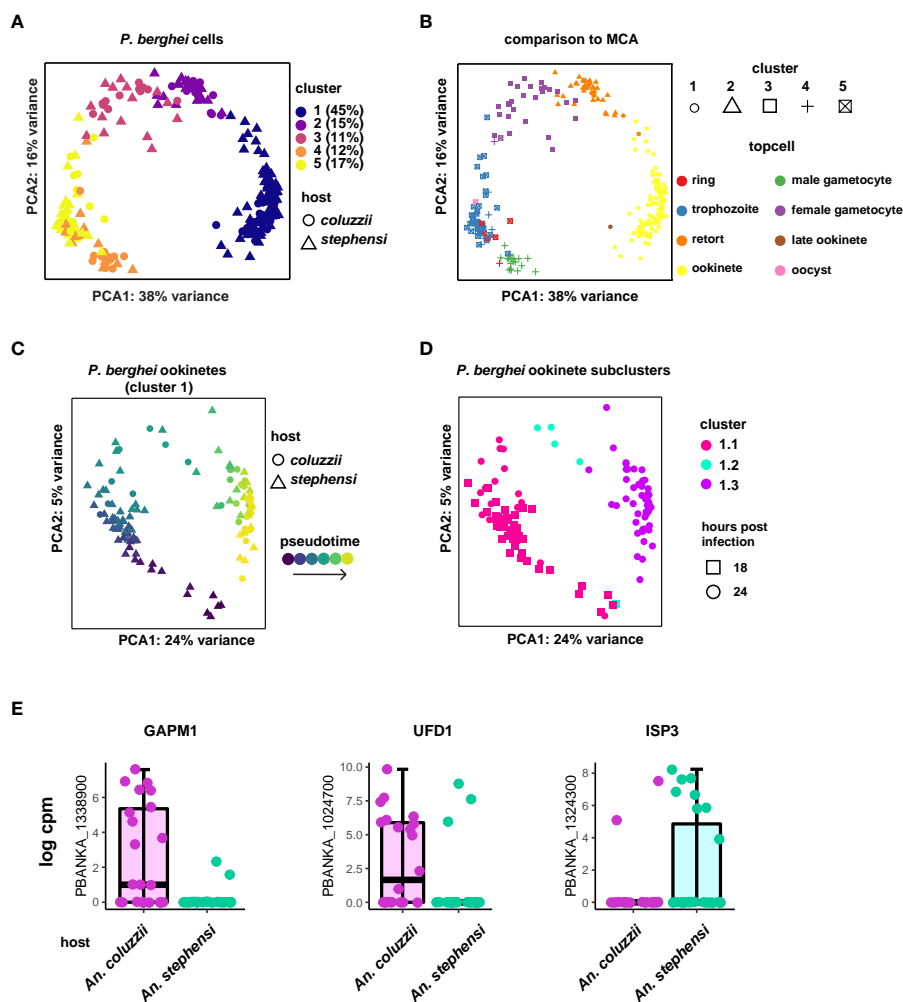 A
P. berghei cells
PCA2: 16% variance
PCA1: 38% variance
cluster
1 (45%)
2 (15%)
3 (11%)
4 (12%)
5 (17%)
host
coluzzii
stephensi
B
comparison to MCA
PCA2: 16% variance
PCA1: 38% variance
cluster
1 2 3 4 5
topcell
ring
trophozoite
retort
ookinete
male gametocyte
female gametocyte
late ookinete
oocyst
C
P. berghei ookinetes
(cluster 1)
PCA2: 5% variance
PCA1: 24% variance
host
coluzzii
stephensi
pseudotime
D
P. berghei ookinete subclusters
PCA2: 5% variance
PCA1: 24% variance
cluster
1.1
1.2
1.3
hours post
infection
18
24
E
GAPM1
log cpm
PBANKA_1338900
6
4
2
0
host
An. coluzzii
An. stephensi
UFD1
PBANKA_1024700
10.0
7.5
5.0
2.5
0
An. coluzzii
An. stephensi
ISP3
PBANKA_1324300
8
6
4
2
0
An. coluzzii
An. stephensi